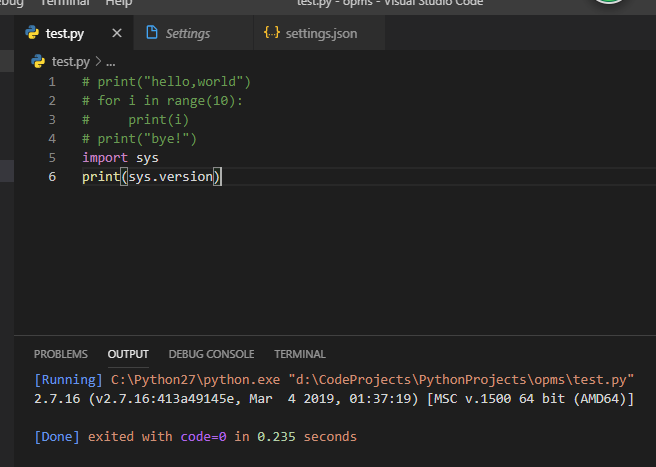 Terminal Help test.py - opms - Visual Studio Code
test.py Settings {..} settings.json
test.py > ...
1 # print("hello,world")
2 # for i in range(10):
3 #     print(i)
4 # print("bye!")
5 import sys
6 print(sys.version)
PROBLEMS OUTPUT DEBUG CONSOLE TERMINAL
[Running] C:\Python27\python.exe "d:\CodeProjects\PythonProjects\opms\test.py"
2.7.16 (v2.7.16:413a49145e, Mar  4 2019, 01:37:19) [MSC v.1500 64 bit (AMD64)]
[Done] exited with code=0 in 0.235 seconds